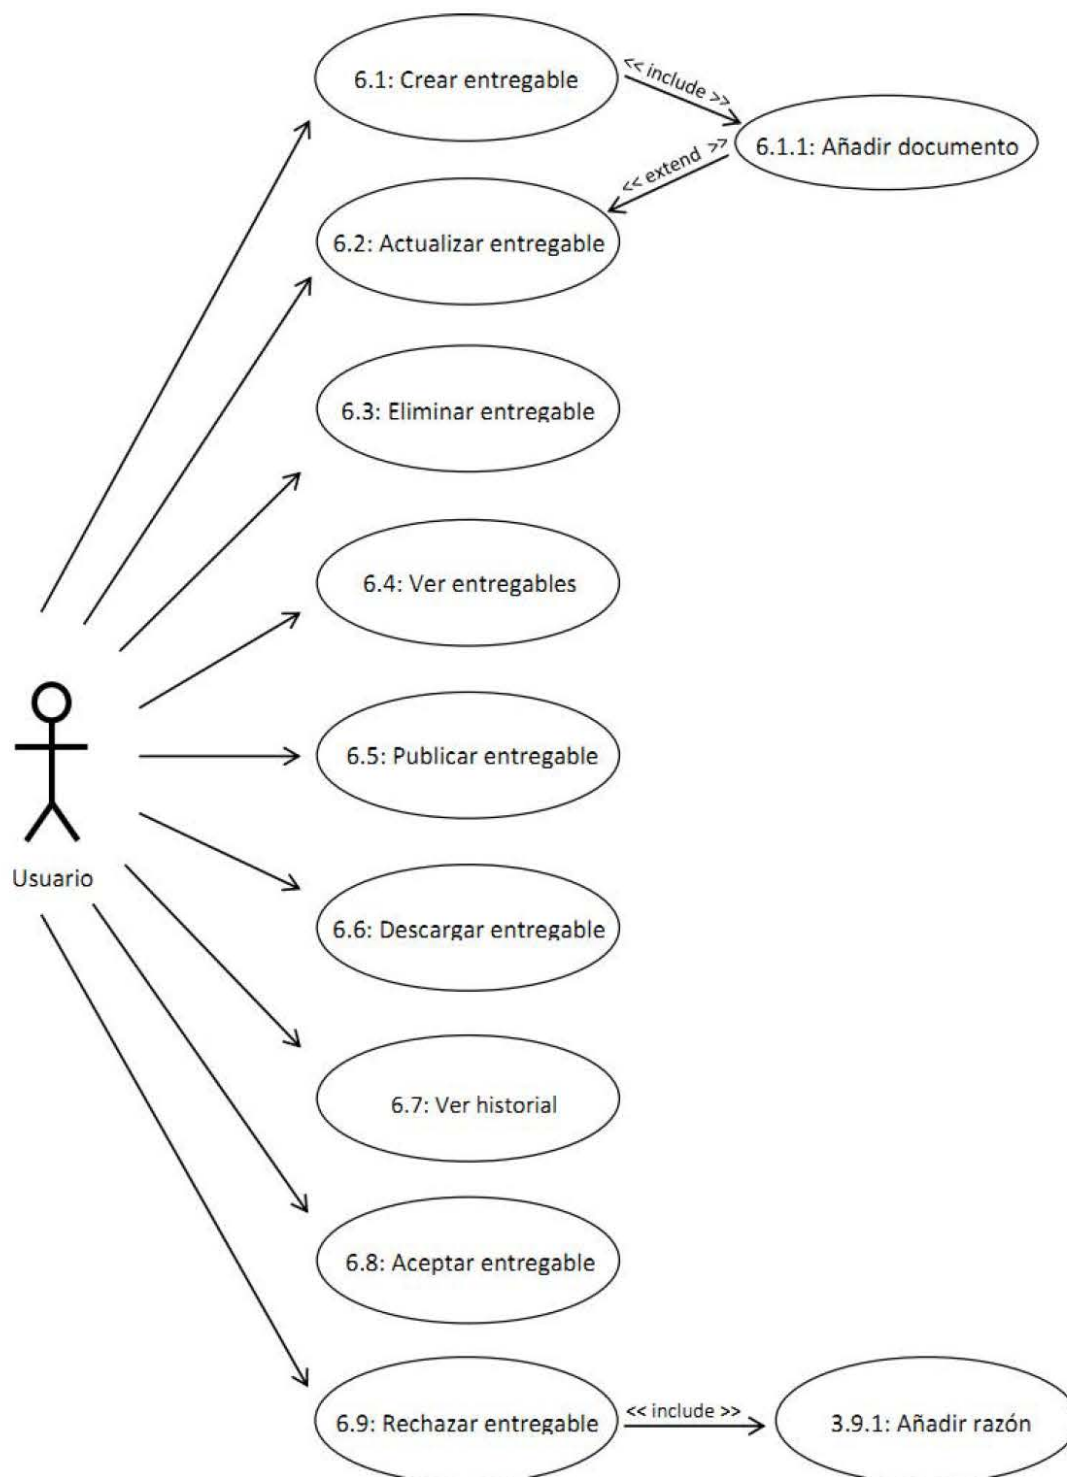 6.1: Crear entregable
<< include >>
6.1.1: Añadir documento
<< extend >>
6.2: Actualizar entregable
6.3: Eliminar entregable
6.4: Ver entregables
6.5: Publicar entregable
Usuario
6.6: Descargar entregable
6.7: Ver historial
6.8: Aceptar entregable
6.9: Rechazar entregable
<< include >>
3.9.1: Añadir razón